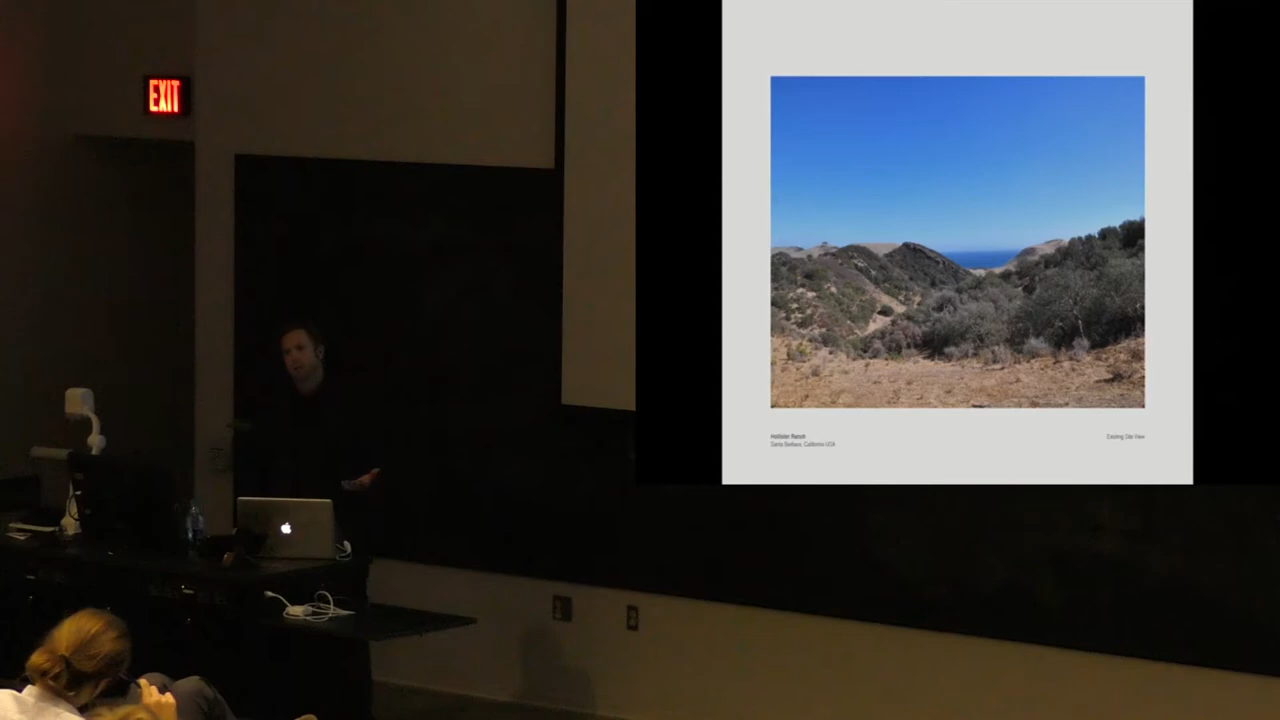 EXIT
Hollister Ranch
Santa Barbara, California USA
Existing Site View